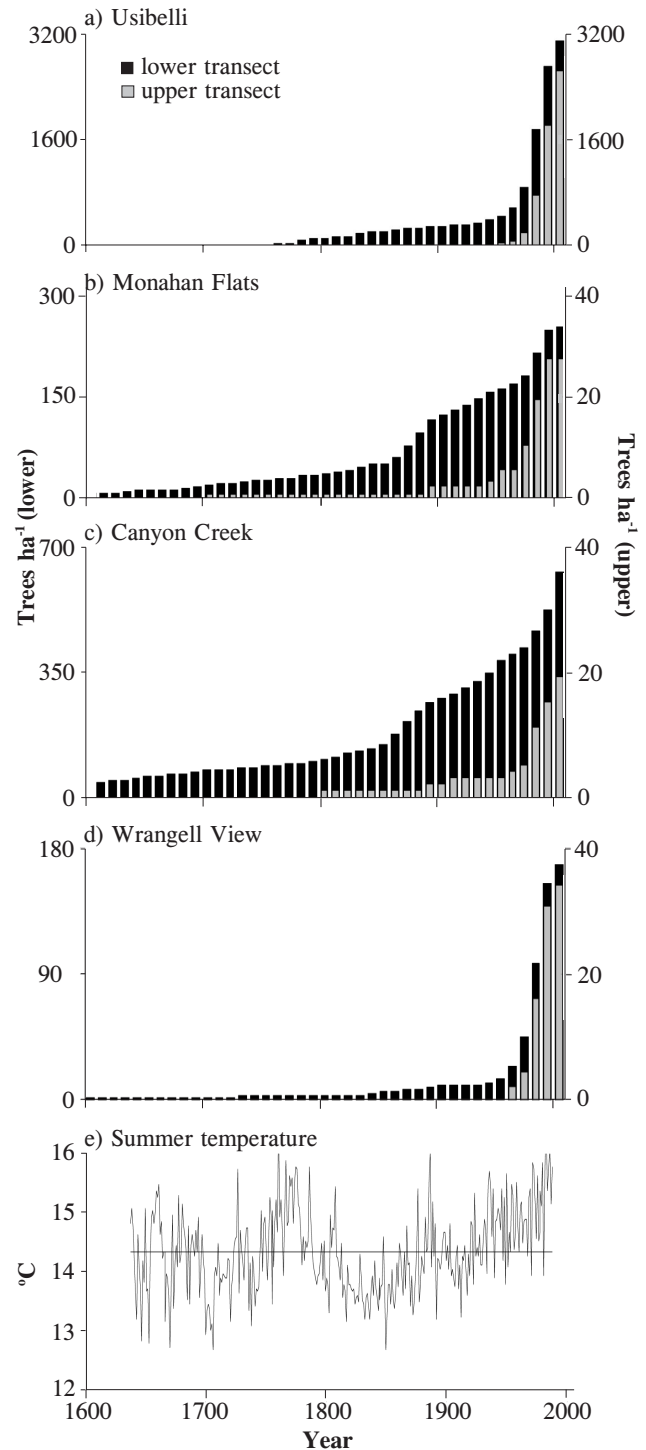 a) Usibelli
3200 3200
lower transect
upper transect
1600 1600
0 0
b) Monahan Flats
300 40
150 20
0 0
Trees ha⁻¹ (lower)
Trees ha⁻¹ (upper)
c) Canyon Creek
700 40
350 20
0 0
d) Wrangell View
180 40
90 20
0 0
e) Summer temperature
16
15
14
13
12
°C
1600 1700 1800 1900 2000
Year